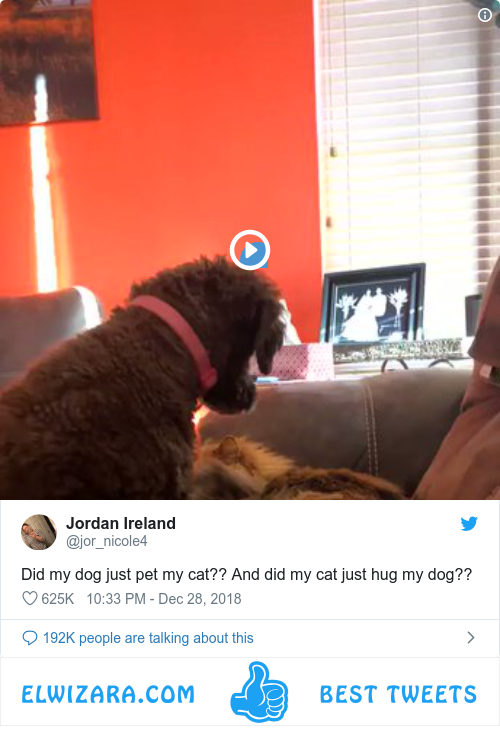 Jordan Ireland
@jor_nicole4
Did my dog just pet my cat?? And did my cat just hug my dog??
625K 10:33 PM - Dec 28, 2018
192K people are talking about this
ELWIZARA.COM BEST TWEETS